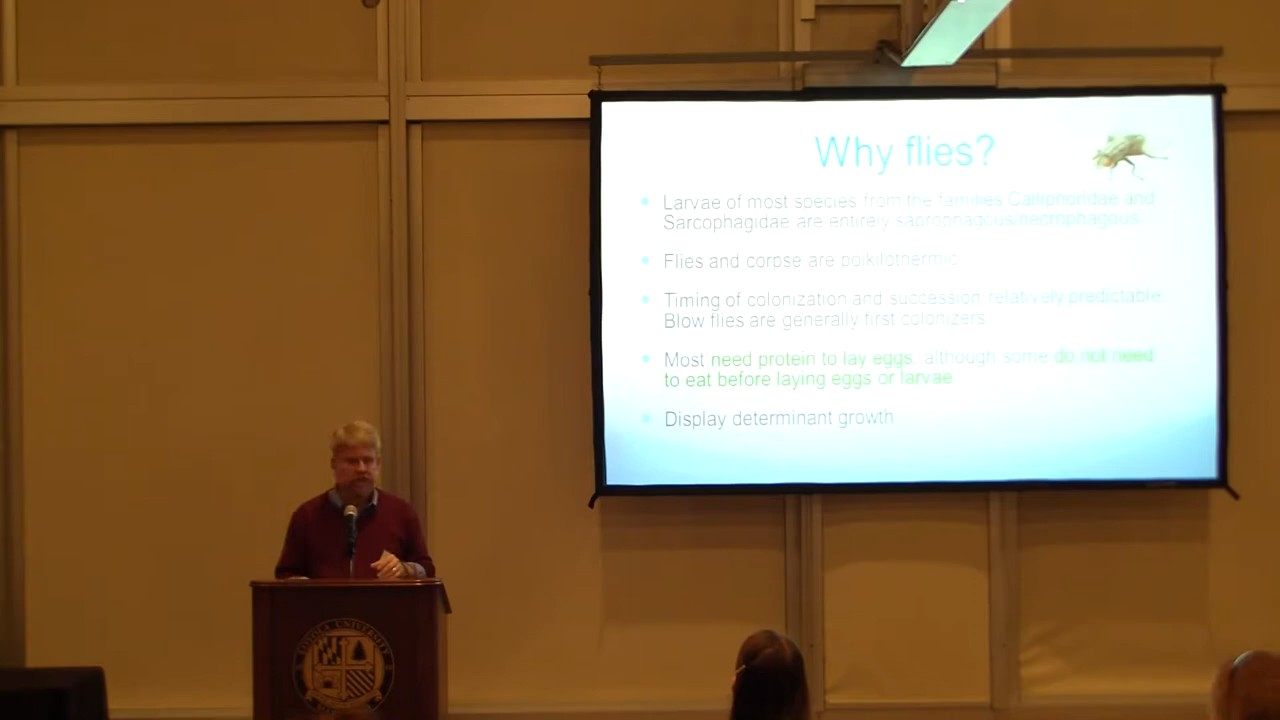 Why flies?
Larvae of most species from the families Calliphoridae and
Sarcophagidae are entirely saprophagous/necrophagous
Flies and corpse are poikilothermic
Timing of colonization and succession relatively predictable.
Blow flies are generally first colonizers
Most need protein to lay eggs, although some do not need
to eat before laying eggs or larvae
Display determinant growth
LOYOLA UNIVERSITY